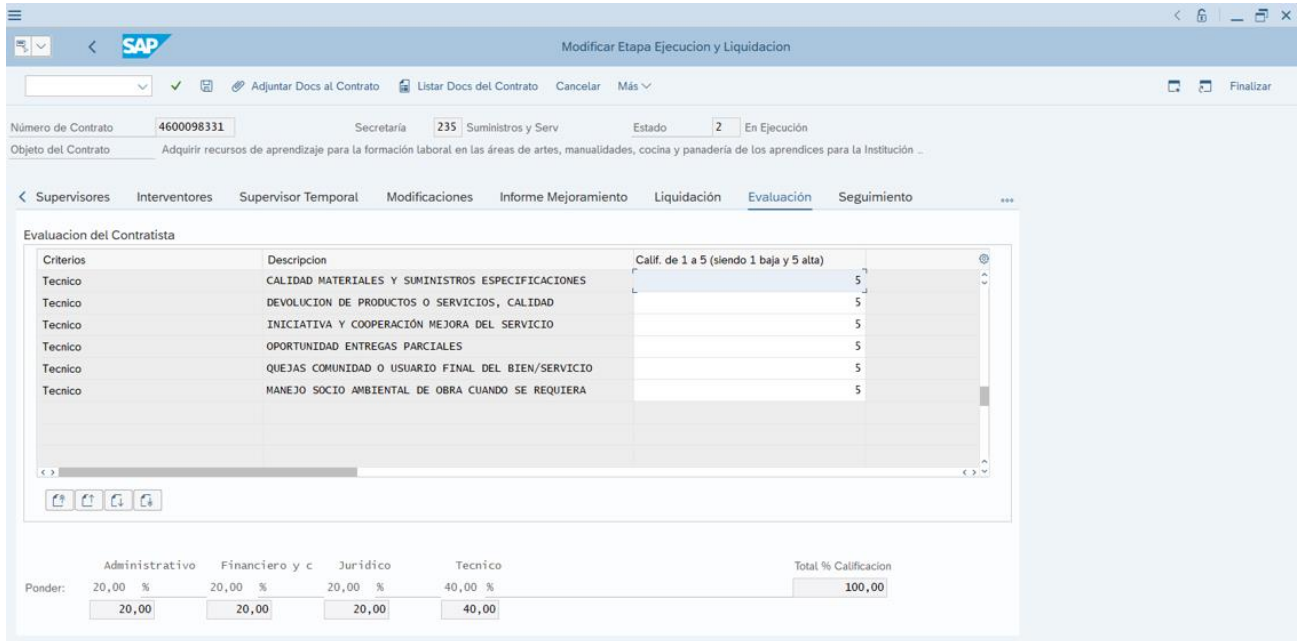 SAP
Modificar Etapa Ejecucion y Liquidacion
Adjuntar Docs al Contrato Listar Docs del Contrato Cancelar Más Finalizar
Número de Contrato 4600098331 Secretaría 235 Suministros y Serv Estado 2 En Ejecución
Objeto del Contrato Adquirir recursos de aprendizaje para la formación laboral en las áreas de artes, manualidades, cocina y panadería de los aprendices para la Institución ..
Supervisores Interventores Supervisor Temporal Modificaciones Informe Mejoramiento Liquidación Evaluación Seguimiento
Evaluacion del Contratista
Criterios Descripcion Calif. de 1 a 5 (siendo 1 baja y 5 alta)
Tecnico CALIDAD MATERIALES Y SUMINISTROS ESPECIFICACIONES 5
Tecnico DEVOLUCION DE PRODUCTOS O SERVICIOS, CALIDAD 5
Tecnico INICIATIVA Y COOPERACIÓN MEJORA DEL SERVICIO 5
Tecnico OPORTUNIDAD ENTREGAS PARCIALES 5
Tecnico QUEJAS COMUNIDAD O USUARIO FINAL DEL BIEN/SERVICIO 5
Tecnico MANEJO SOCIO AMBIENTAL DE OBRA CUANDO SE REQUIERA 5
Administrativo Financiero y c Jurídico Tecnico Total % Calificacion
Ponder: 20,00 % 20,00 % 20,00 % 40,00 % 100,00
20,00 20,00 20,00 40,00